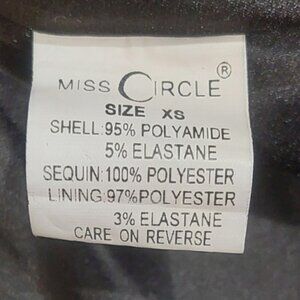 MISS CIRCLE ®
SIZE XS
SHELL:95% POLYAMIDE
5% ELASTANE
SEQUIN:100% POLYESTER
LINING:97%POLYESTER
3% ELASTANE
CARE ON REVERSE